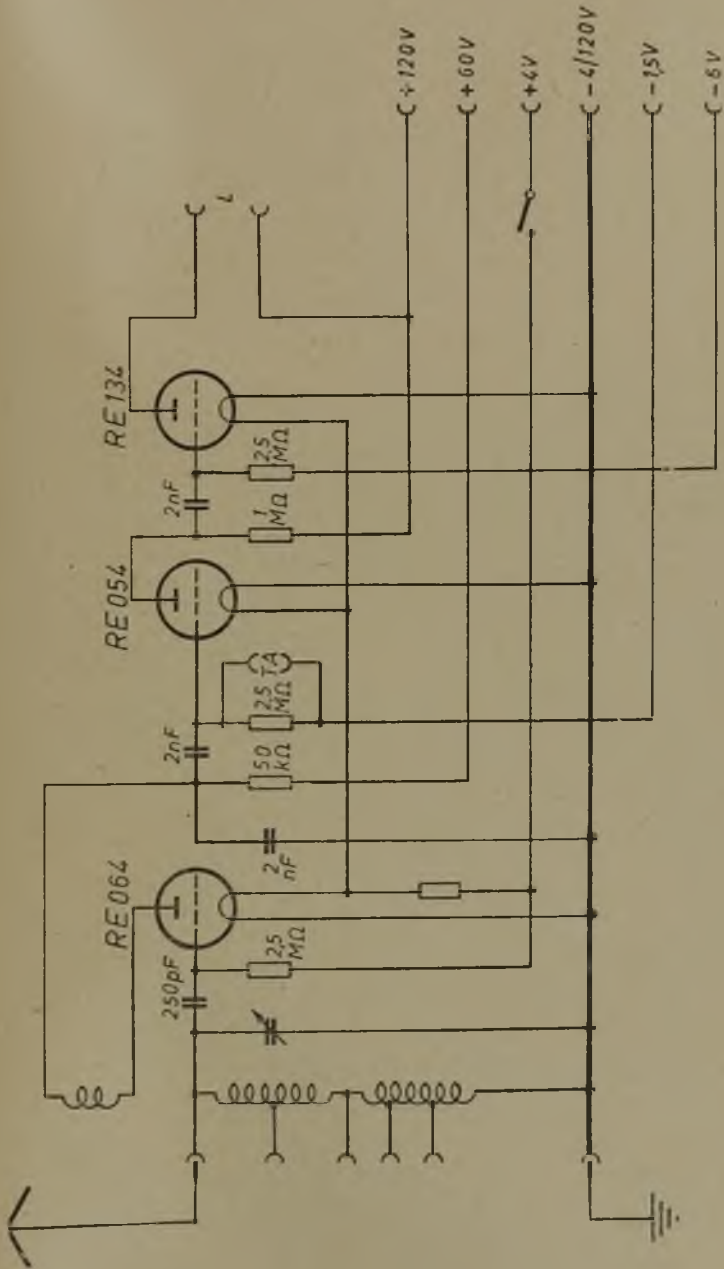 RE064
RE054
RE134
250pF
2,5
MΩ
2
nF
2nF
50
kΩ
2,5
MΩ
TA
2nF
1
MΩ
2,5
MΩ
L
+120V
+60V
+4V
-4/120V
-1,5V
-6V